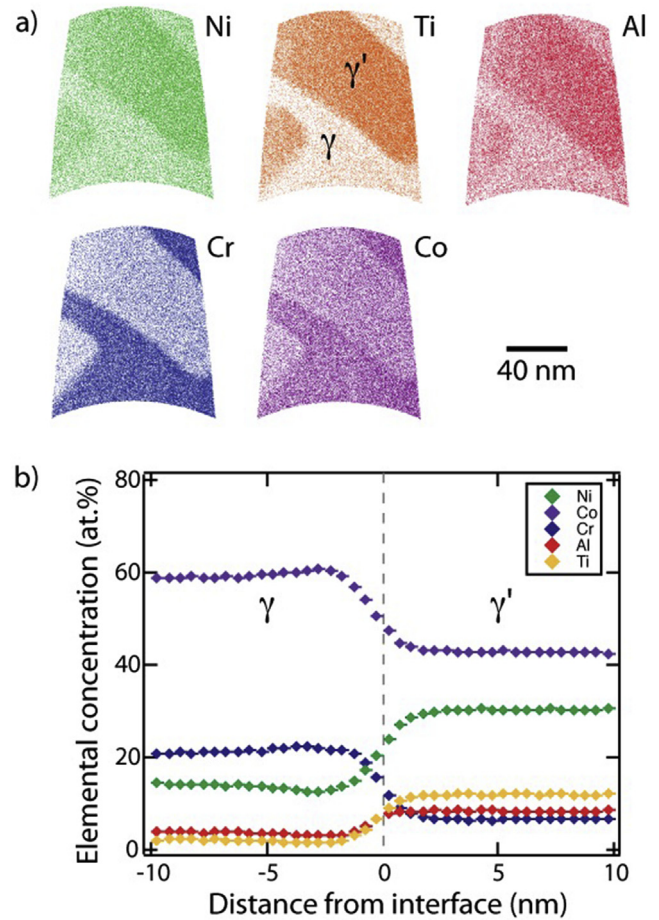 a)
Ni
Ti
Al
γ'
γ
Cr
Co
40 nm
b)
80
60
40
20
0
Elemental concentration (at.%)
Ni
Co
Cr
Al
Ti
γ
γ'
-10
-5
0
5
10
Distance from interface (nm)